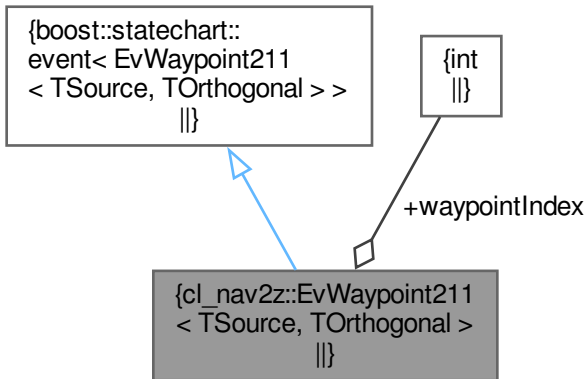 {boost::statechart::
event< EvWaypoint211
< TSource, TOrthogonal > >
||}
{int
||}
+waypointIndex
{cl_nav2z::EvWaypoint211
< TSource, TOrthogonal >
||}